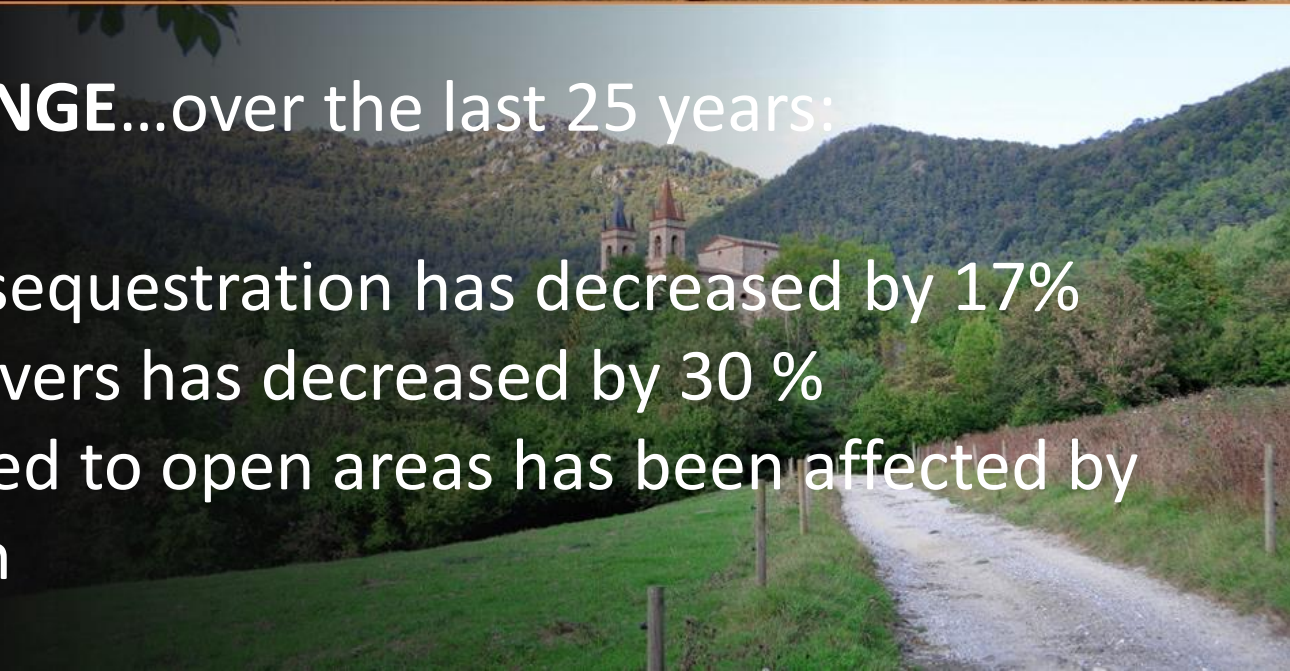 NGE…over the last 25 years:
sequestration has decreased by 17%
vers has decreased by 30 %
ed to open areas has been affected by
n